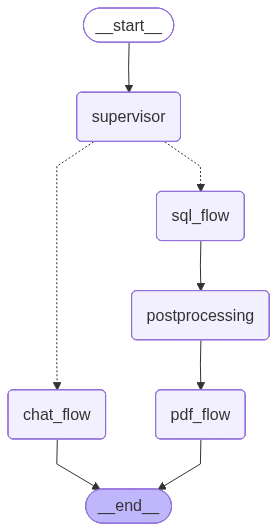 __start__
supervisor
sql_flow
postprocessing
chat_flow
pdf_flow
__end__